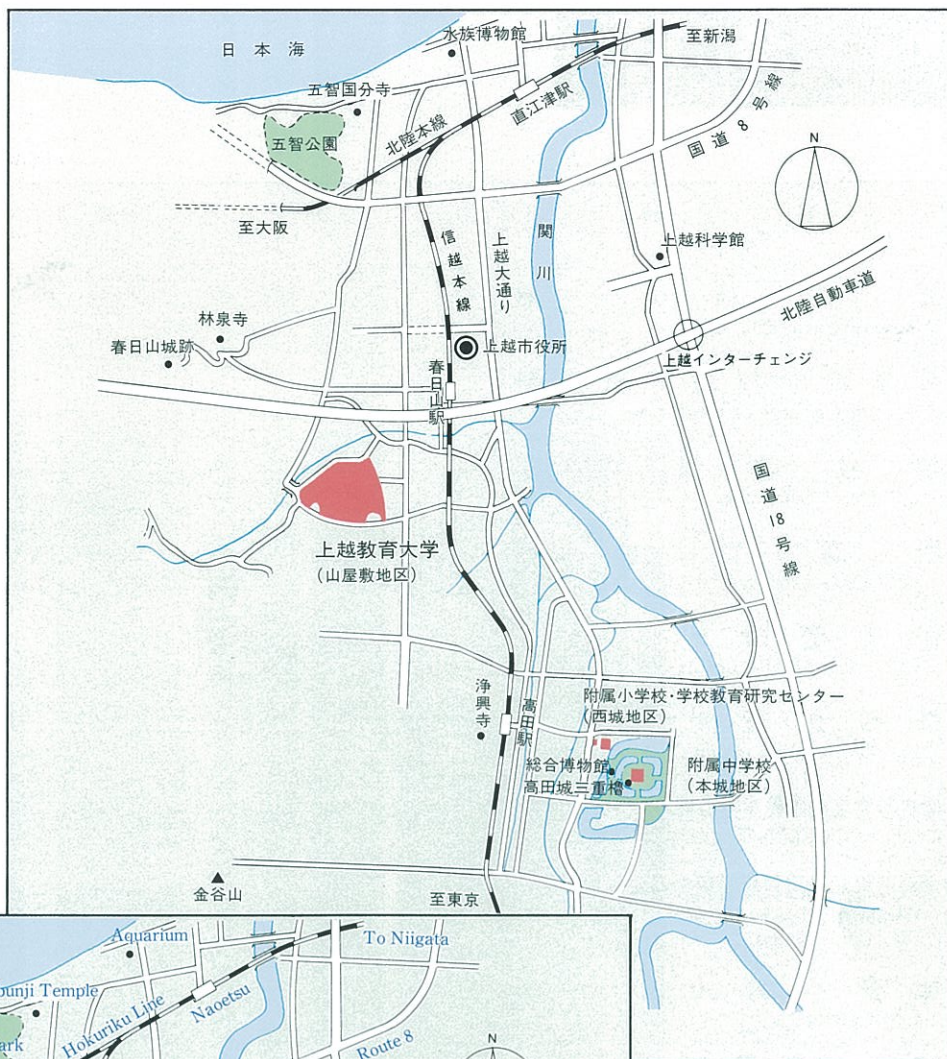 日本海
水族博物館
至新潟
五智国分寺
直江津駅
国道8号線
五智公園
北陸本線
N
至大阪
信越本線
上越大通り
関川
上越科学館
北陸自動車道
林泉寺
春日山城跡
上越市役所
上越インターチェンジ
春日山駅
国道18号線
上越教育大学
(山屋敷地区)
浄興寺
高田駅
附属小学校・学校教育研究センター
(西城地区)
総合博物館
高田城三重櫓
附属中学校
(本城地区)
金谷山
至東京
Aquarium
To Niigata
Temple
Hokuriku Line
Naoetsu
Route 8
N